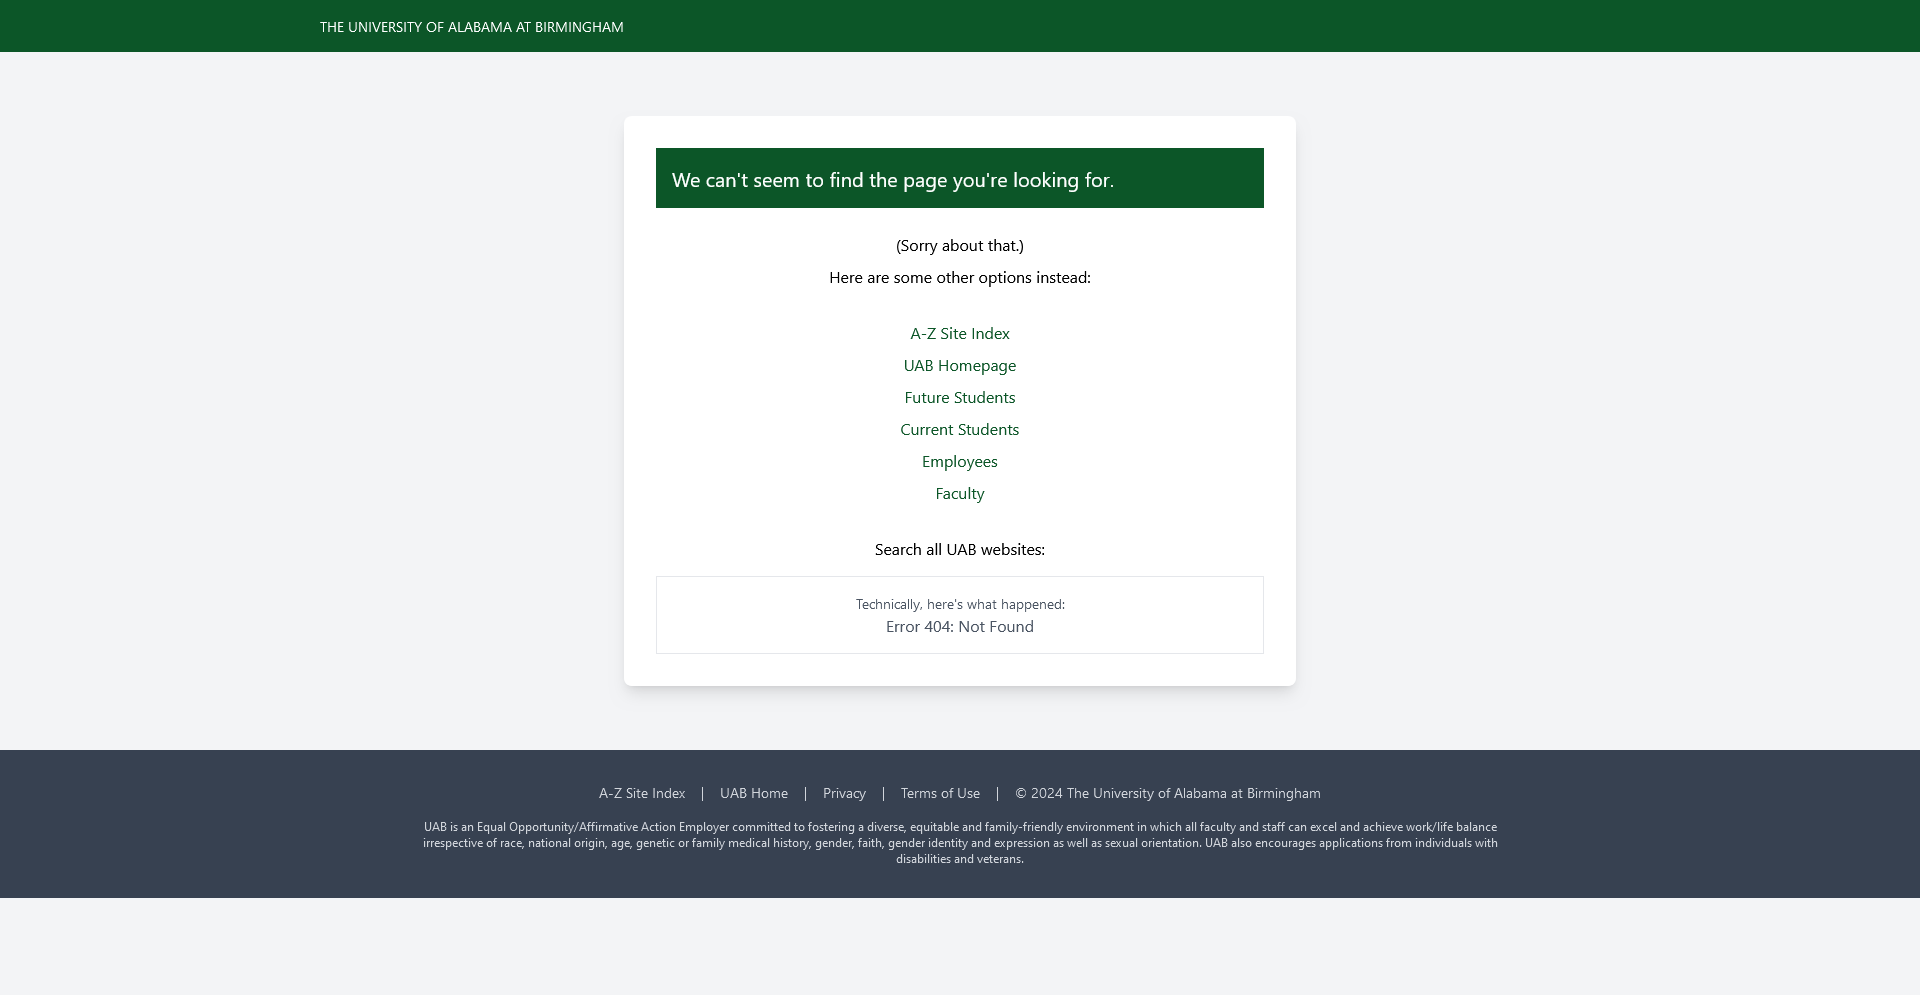 THE UNIVERSITY OF ALABAMA AT BIRMINGHAM
We can't seem to find the page you're looking for.
(Sorry about that.)
Here are some other options instead:
A-Z Site Index
UAB Homepage
Future Students
Current Students
Employees
Faculty
Search all UAB websites:
Technically, here's what happened:
Error 404: Not Found
A-Z Site Index | UAB Home | Privacy | Terms of Use | © 2024 The University of Alabama at Birmingham
UAB is an Equal Opportunity/Affirmative Action Employer committed to fostering a diverse, equitable and family-friendly environment in which all faculty and staff can excel and achieve work/life balance
irrespective of race, national origin, age, genetic or family medical history, gender, faith, gender identity and expression as well as sexual orientation. UAB also encourages applications from individuals with
disabilities and veterans.